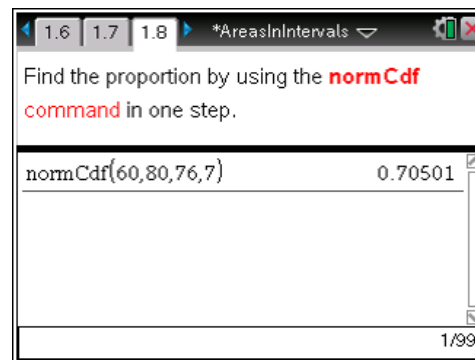 1.6 1.7 1.8 *AreasInIntervals
Find the proportion by using the normCdf
command in one step.
normCdf(60,80,76,7) 0.70501
1/99